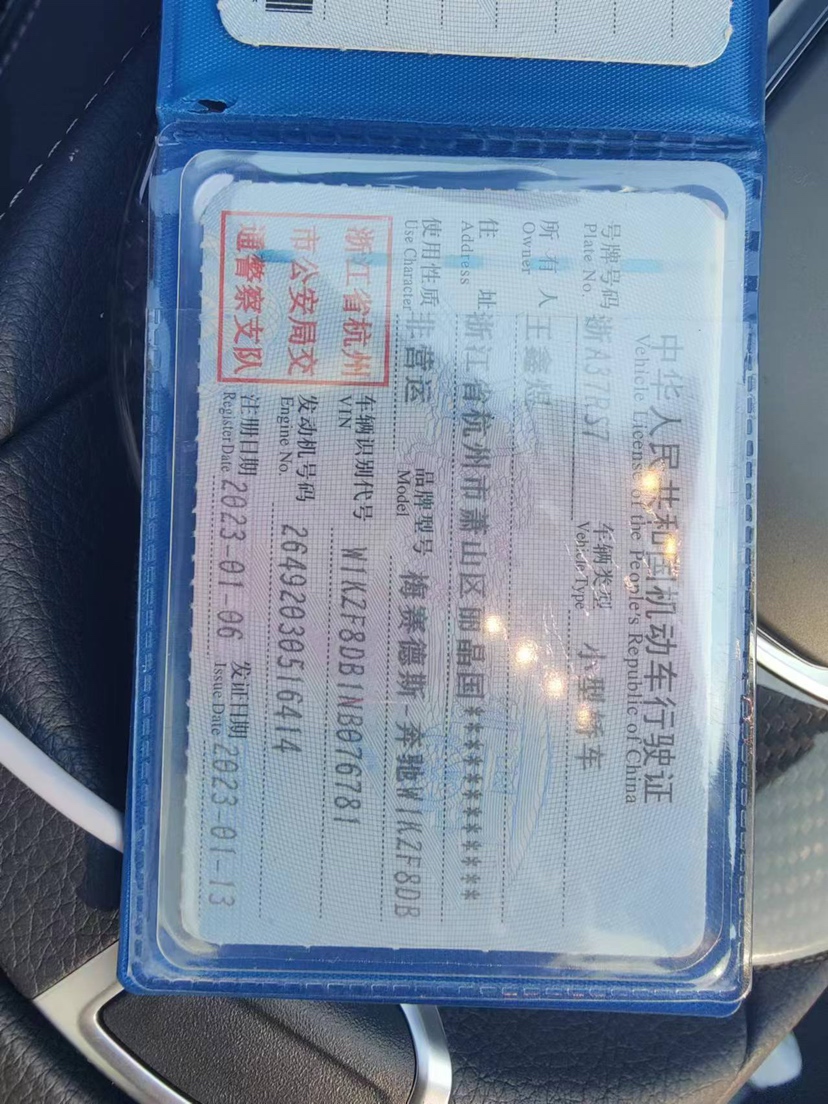 中华人民共和国机动车行驶证
Vehicle License of the People's Republic of China
号牌号码 浙A37RS7 车辆类型 小型轿车
Plate No. Vehicle Type
所有人 王鑫煜
Owner
住址 浙江省杭州市萧山区丽晶国**********
Address
使用性质 非营运 品牌型号 梅赛德斯-奔驰W1KZF8DB
Use Character Model
浙江省杭州
市公安局交
通警察支队
车辆识别代号 W1KZF8DB1NB076781
VIN
发动机号码 26492030516414
Engine No.
注册日期 2023-01-06 发证日期 2023-01-13
Register Date Issue Date